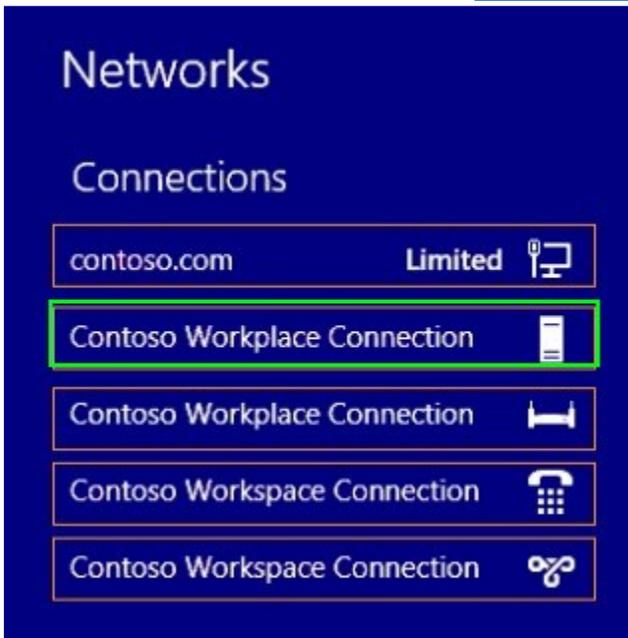 Networks
Connections
contoso.com Limited
Contoso Workplace Connection
Contoso Workplace Connection
Contoso Workspace Connection
Contoso Workspace Connection